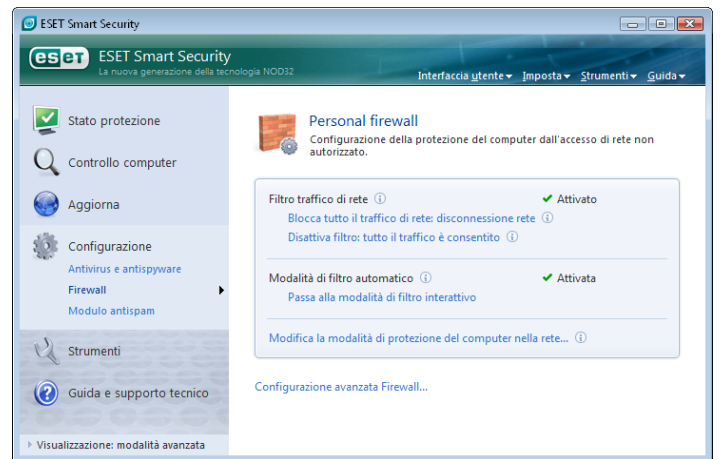 ESET Smart Security
eseT
ESET Smart Security
La nuova generazione della tecnologia NOD32
Interfaccia utente Imposta Strumenti Guida
Stato protezione
Controllo computer
Aggiorna
Configurazione
Antivirus e antispyware
Firewall
Modulo antispam
Strumenti
Guida e supporto tecnico
Visualizzazione: modalità avanzata
Personal firewall
Configurazione della protezione del computer dall'accesso di rete non
autorizzato.
Filtro traffico di rete Attivato
Blocca tutto il traffico di rete: disconnessione rete
Disattiva filtro: tutto il traffico è consentito
Modalità di filtro automatico Attivata
Passa alla modalità di filtro interattivo
Modifica la modalità di protezione del computer nella rete...
Configurazione avanzata Firewall...